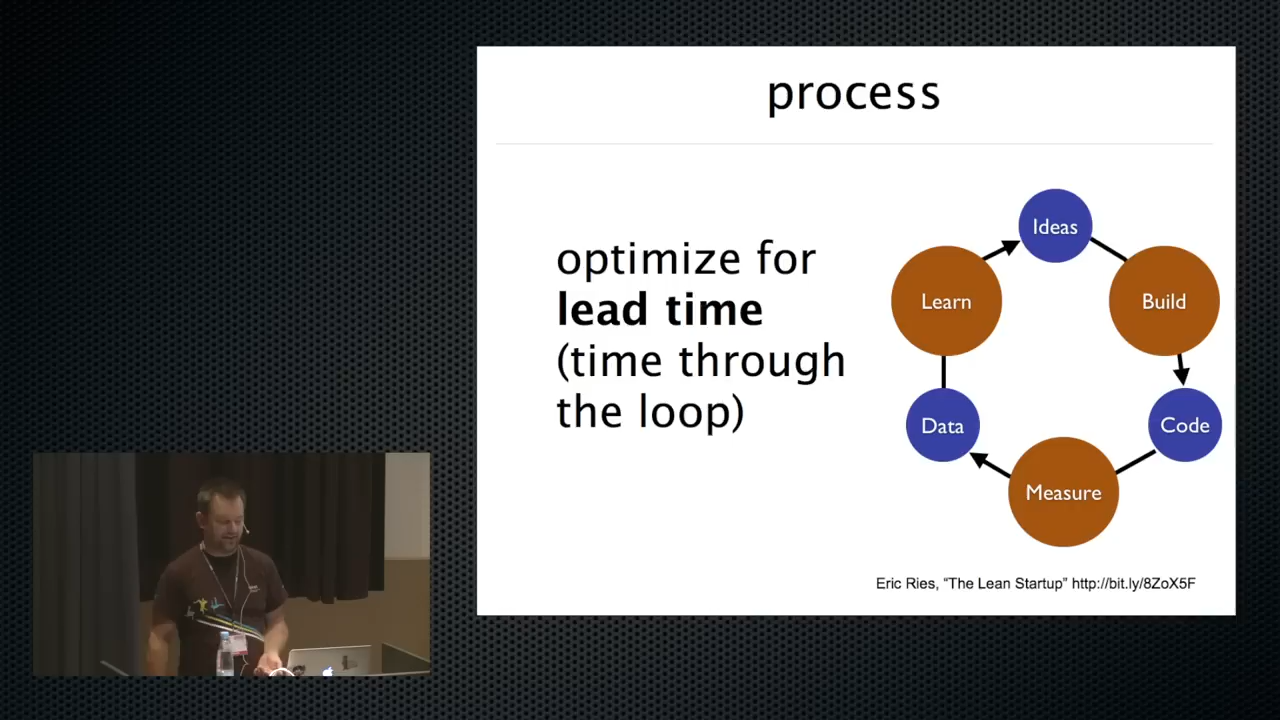 process
optimize for
lead time
(time through
the loop)
Ideas
Build
Code
Measure
Data
Learn
Eric Ries, “The Lean Startup” http://bit.ly/8ZoX5F